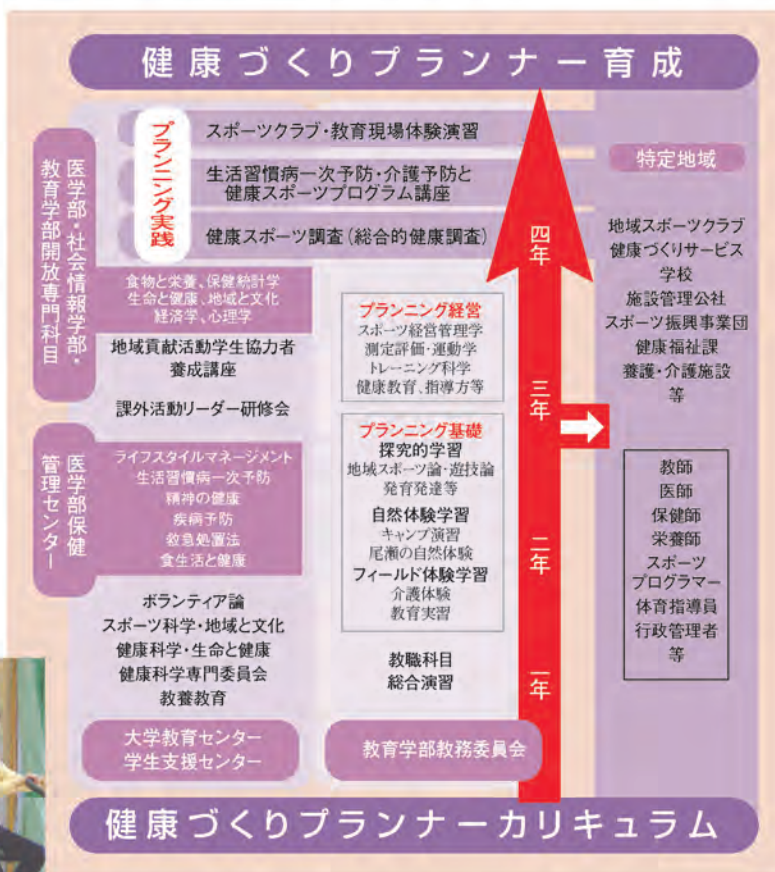 健康づくりプランナー育成
プランニング実践
スポーツクラブ・教育現場体験演習
生活習慣病一次予防・介護予防と
健康スポーツプログラム講座
健康スポーツ調査(総合的健康調査)
医学部・社会情報学部・
教育学部開放専門科目
食物と栄養、保健統計学
生命と健康、地域と文化
経済学、心理学
地域貢献活動学生協力者
養成講座
課外活動リーダー研修会
医学部保健
管理センター
ライフスタイルマネージメント
生活習慣病一次予防
精神の健康
疾病予防
救急処置法
食生活と健康
ボランティア論
スポーツ科学・地域と文化
健康科学・生命と健康
健康科学専門委員会
教養教育
大学教育センター
学生支援センター
プランニング経営
スポーツ経営管理学
測定評価・運動学
トレーニング科学
健康教育、指導方等
プランニング基礎
探究的学習
地域スポーツ論・遊技論
発育発達等
自然体験学習
キャンプ演習
尾瀬の自然体験
フィールド体験学習
介護体験
教育実習
教職科目
総合演習
教育学部教務委員会
四年
三年
二年
一年
特定地域
地域スポーツクラブ
健康づくりサービス
学校
施設管理公社
スポーツ振興事業団
健康福祉課
養護・介護施設
等
教師
医師
保健師
栄養師
スポーツ
プログラマー
体育指導員
行政管理者
等
健康づくりプランナーカリキュラム